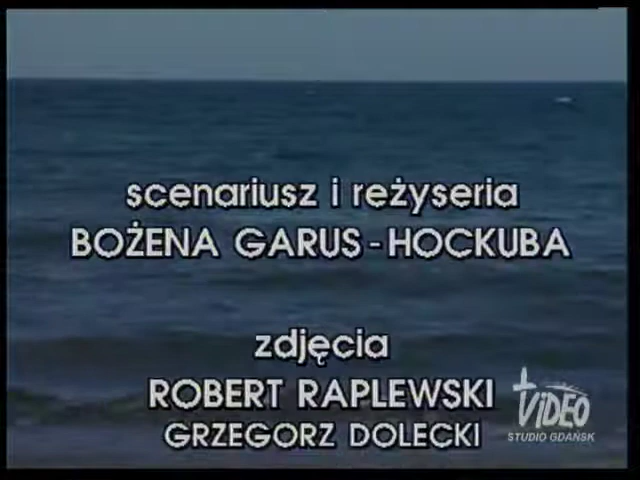 scenariusz i reżyseria
BOŻENA GARUS - HOCKUBA
zdjęcia
ROBERT RAPLEWSKI
GRZEGORZ DOLECKI
VIDEO
STUDIO GDAŃSK